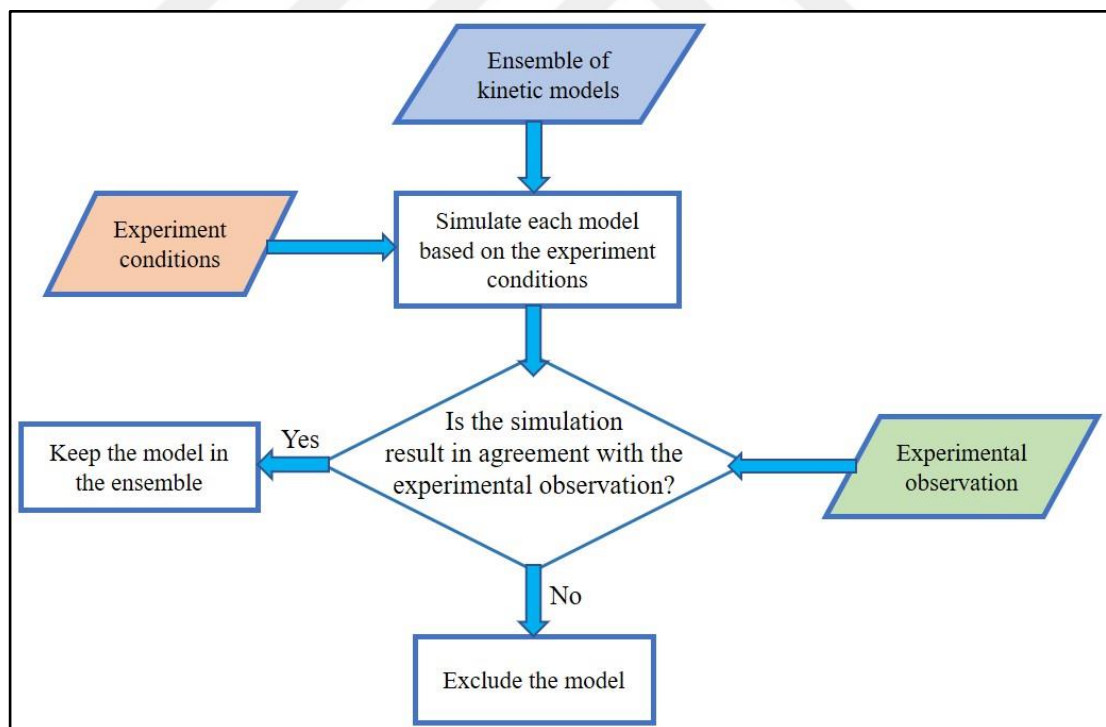 Ensemble of
kinetic models
Experiment
conditions
Simulate each model
based on the experiment
conditions
Is the simulation
result in agreement with the
experimental observation?
Yes
Keep the model in
the ensemble
Experimental
observation
No
Exclude the model